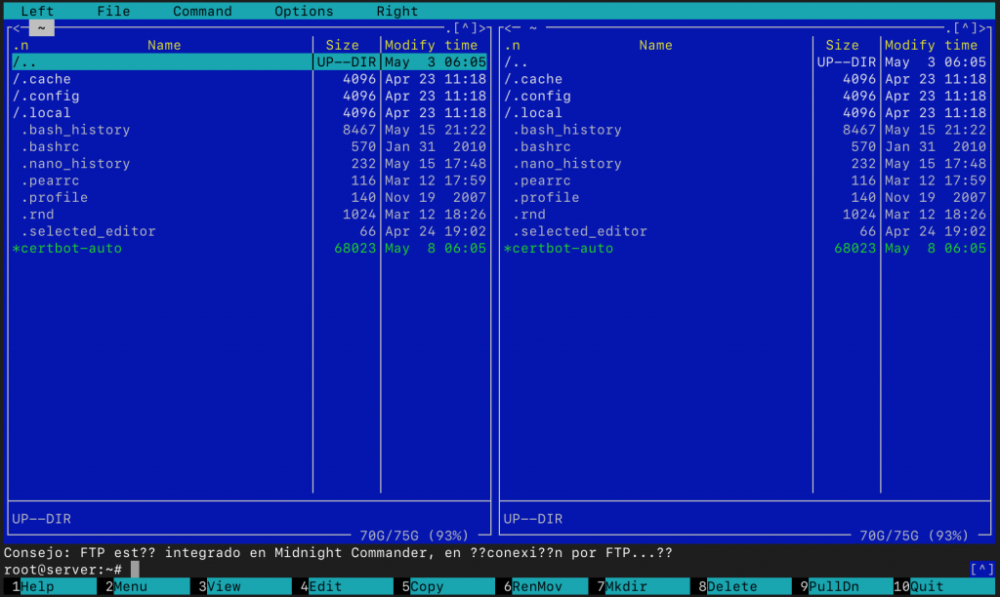 Left File Command Options Right
<─ ~ .[^]> <─ ~ .[^]>
.n Name Size Modify time .n Name Size Modify time
/.. UP--DIR May 3 06:05 /.. UP--DIR May 3 06:05
/.cache 4096 Apr 23 11:18 /.cache 4096 Apr 23 11:18
/.config 4096 Apr 23 11:18 /.config 4096 Apr 23 11:18
/.local 4096 Apr 23 11:18 /.local 4096 Apr 23 11:18
.bash_history 8467 May 15 21:22 .bash_history 8467 May 15 21:22
.bashrc 570 Jan 31 2010 .bashrc 570 Jan 31 2010
.nano_history 232 May 15 17:48 .nano_history 232 May 15 17:48
.pearrc 116 Mar 12 17:59 .pearrc 116 Mar 12 17:59
.profile 140 Nov 19 2007 .profile 140 Nov 19 2007
.rnd 1024 Mar 12 18:26 .rnd 1024 Mar 12 18:26
.selected_editor 66 Apr 24 19:02 .selected_editor 66 Apr 24 19:02
*certbot-auto 68023 May 8 06:05 *certbot-auto 68023 May 8 06:05
UP--DIR UP--DIR
70G/75G (93%) 70G/75G (93%)
Consejo: FTP est?? integrado en Midnight Commander, en ??conexi??n por FTP...??
root@server:~# [^]
1Help 2Menu 3View 4Edit 5Copy 6RenMov 7Mkdir 8Delete 9PullDn 10Quit